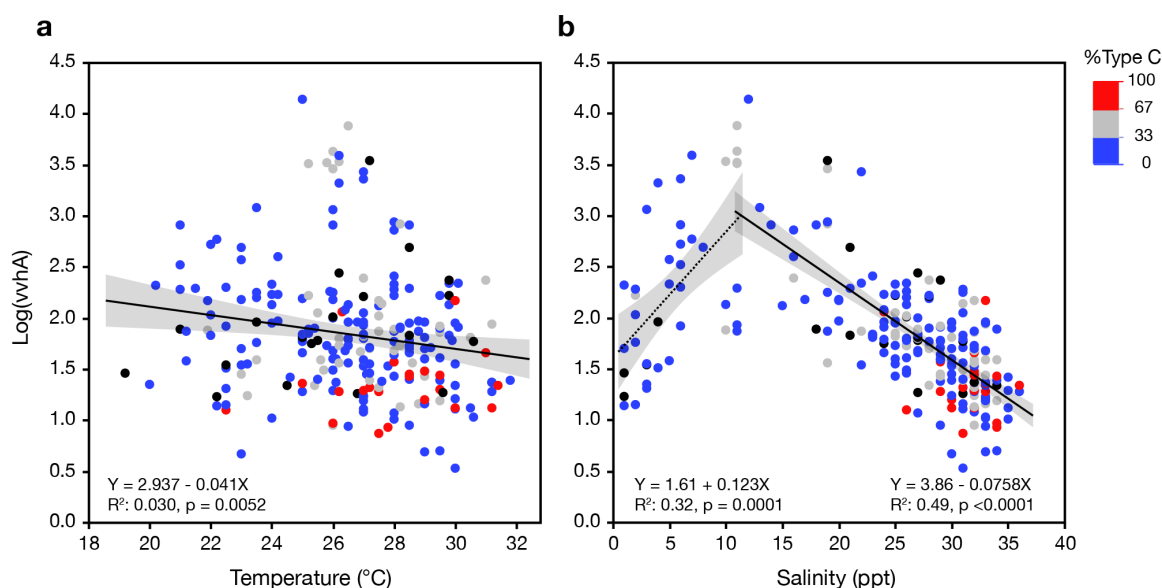 a
b
%Type C
100
67
33
0
Log(vvhA)
4.5
4.0
3.5
3.0
2.5
2.0
1.5
1.0
0.5
0.0
Y = 2.937 - 0.041X
R²: 0.030, p = 0.0052
18 20 22 24 26 28 30 32
Temperature (°C)
4.5
4.0
3.5
3.0
2.5
2.0
1.5
1.0
0.5
0.0
Y = 1.61 + 0.123X
R²: 0.32, p = 0.0001
Y = 3.86 - 0.0758X
R²: 0.49, p <0.0001
0 5 10 15 20 25 30 35 40
Salinity (ppt)